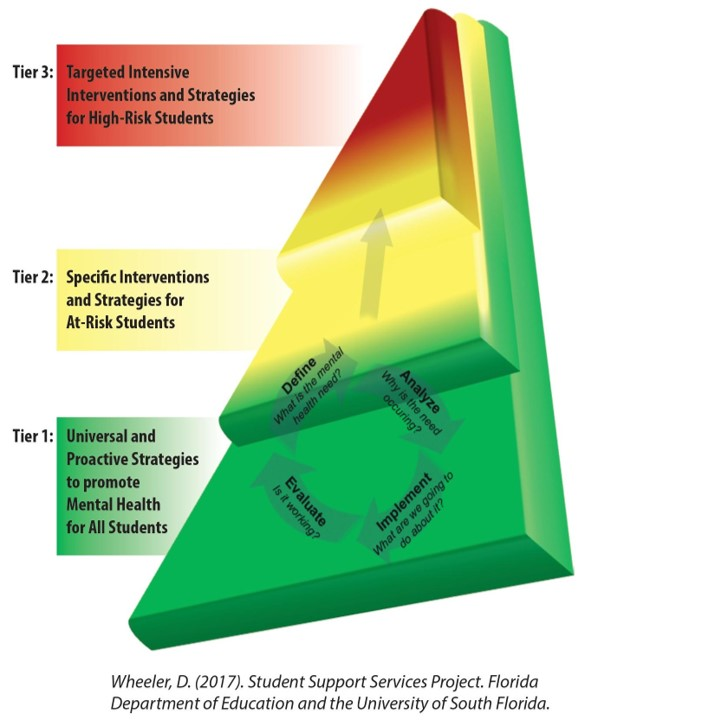 Tier 3:
Targeted Intensive
Interventions and Strategies
for High-Risk Students
Tier 2:
Specific Interventions
and Strategies for
At-Risk Students
Tier 1:
Universal and
Proactive Strategies
to promote
Mental Health
for All Students
Define
What is the mental
health need?
Analyze
Why is the need
occuring?
Implement
What are we going to
do about it?
Evaluate
Is it working?
Wheeler, D. (2017). Student Support Services Project. Florida
Department of Education and the University of South Florida.